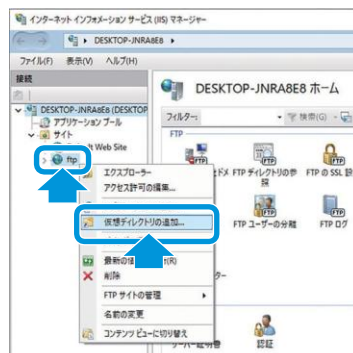 インターネット インフォメーション サービス (IIS) マネージャー
DESKTOP-JNRA8E8
ファイル(F) 表示(V) ヘルプ(H)
接続
DESKTOP-JNRA8E8 (DESKTOP
アプリケーション プール
サイト
Web Site
ftp
エクスプローラー
アクセス許可の編集...
仮想ディレクトリの追加...
削除
FTP サイトの管理
名前の変更
コンテンツ ビューに切り替え
DESKTOP-JNRA8E8 ホーム
フィルター:
検索(G)
FTP
FTP ディレクトリの参照
FTP の SSL 設
FTP ユーザーの分離
FTP ログ
認証